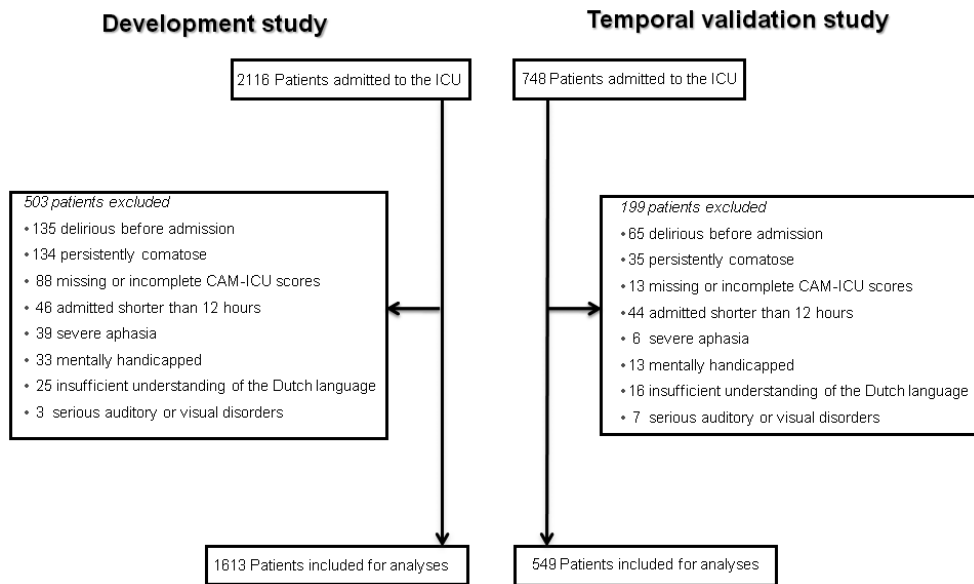 Development study
2116 Patients admitted to the ICU
503 patients excluded
•135 delirious before admission
•134 persistently comatose
• 88 missing or incomplete CAM-ICU scores
• 46 admitted shorter than 12 hours
• 39 severe aphasia
• 33 mentally handicapped
• 25 insufficient understanding of the Dutch language
• 3 serious auditory or visual disorders
1613 Patients included for analyses
Temporal validation study
748 Patients admitted to the ICU
199 patients excluded
•65 delirious before admission
•35 persistently comatose
•13 missing or incomplete CAM-ICU scores
•44 admitted shorter than 12 hours
• 6 severe aphasia
•13 mentally handicapped
•16 insufficient understanding of the Dutch language
• 7 serious auditory or visual disorders
549 Patients included for analyses